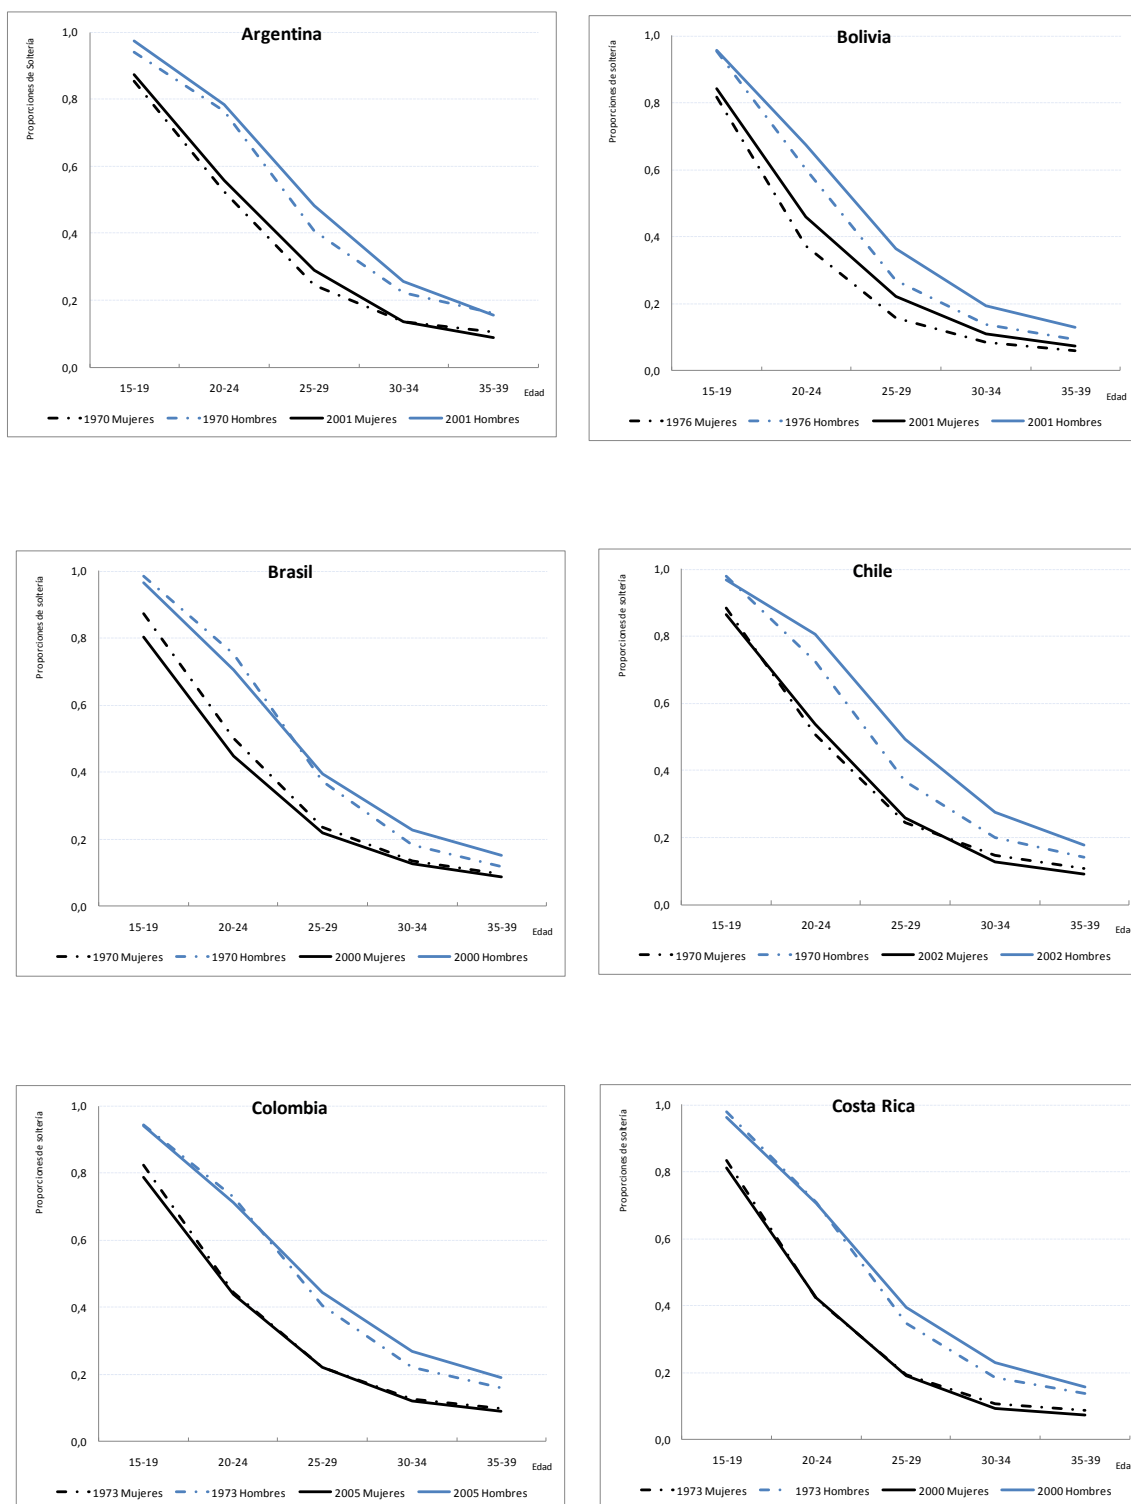 Argentina
Proporciones de Soltería
1,0
0,8
0,6
0,4
0,2
0,0
15-19 20-24 25-29 30-34 35-39 Edad
1970 Mujeres 1970 Hombres 2001 Mujeres 2001 Hombres
Bolivia
Proporciones de soltería
1,0
0,8
0,6
0,4
0,2
0,0
15-19 20-24 25-29 30-34 35-39 Edad
1976 Mujeres 1976 Hombres 2001 Mujeres 2001 Hombres
Brasil
Proporciones de soltería
1,0
0,8
0,6
0,4
0,2
0,0
15-19 20-24 25-29 30-34 35-39 Edad
1970 Mujeres 1970 Hombres 2000 Mujeres 2000 Hombres
Chile
Proporciones de soltería
1,0
0,8
0,6
0,4
0,2
0,0
15-19 20-24 25-29 30-34 35-39 Edad
1970 Mujeres 1970 Hombres 2002 Mujeres 2002 Hombres
Colombia
Proporciones de soltería
1,0
0,8
0,6
0,4
0,2
0,0
15-19 20-24 25-29 30-34 35-39 Edad
1973 Mujeres 1973 Hombres 2005 Mujeres 2005 Hombres
Costa Rica
Proporciones de soltería
1,0
0,8
0,6
0,4
0,2
0,0
15-19 20-24 25-29 30-34 35-39 Edad
1973 Mujeres 1973 Hombres 2000 Mujeres 2000 Hombres